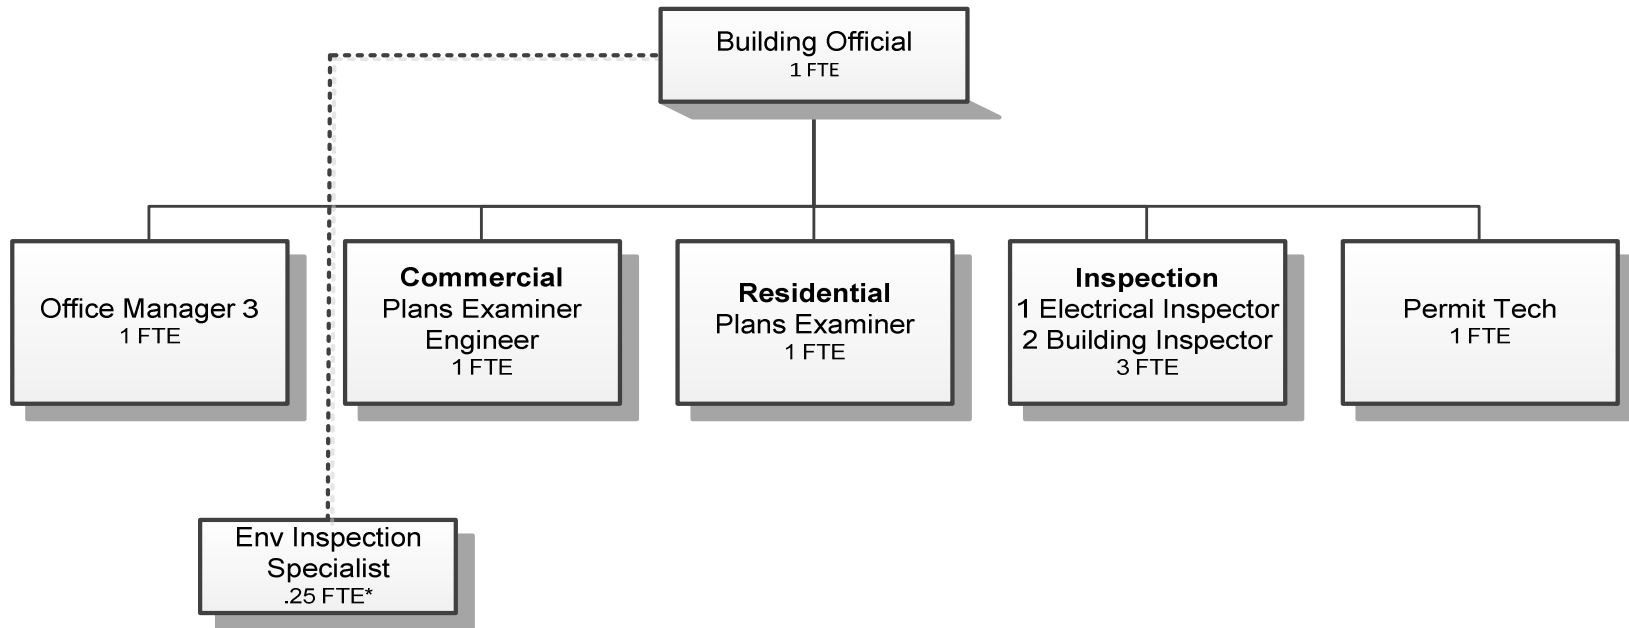 Building Official
1 FTE
Office Manager 3
1 FTE
Commercial
Plans Examiner
Engineer
1 FTE
Residential
Plans Examiner
1 FTE
Inspection
1 Electrical Inspector
2 Building Inspector
3 FTE
Permit Tech
1 FTE
Env Inspection
Specialist
.25 FTE*